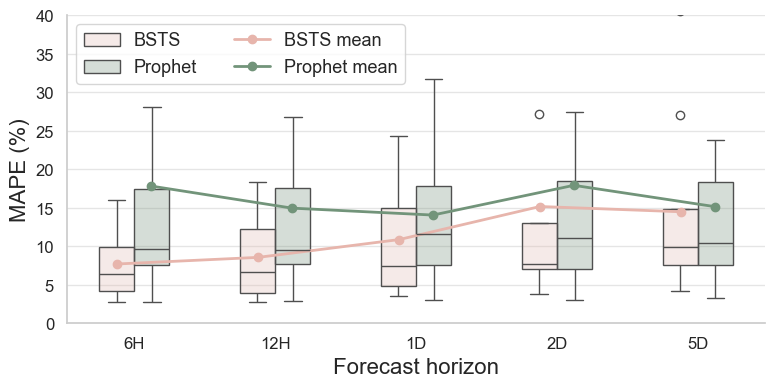 40
35
30
25
20
15
10
5
0
MAPE (%)
BSTS
Prophet
BSTS mean
Prophet mean
6H
12H
1D
2D
5D
Forecast horizon